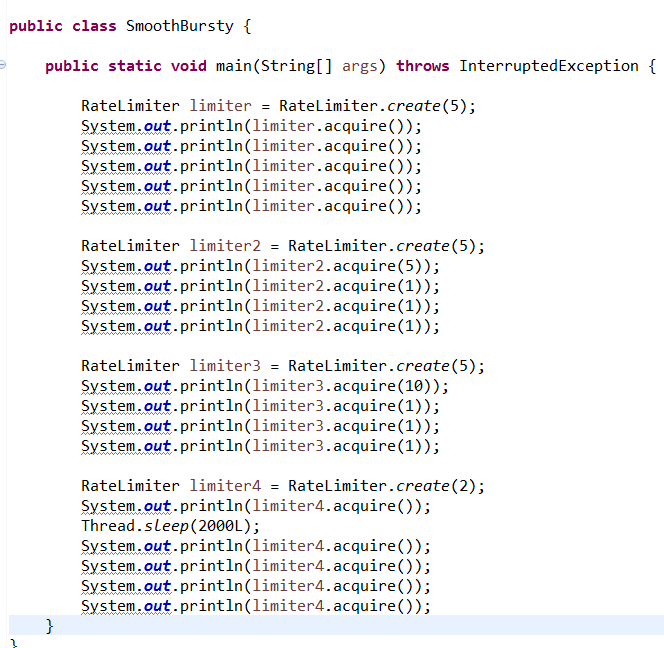 public class SmoothBursty {
public static void main(String[] args) throws InterruptedException {
RateLimiter limiter = RateLimiter.create(5);
System.out.println(limiter.acquire());
System.out.println(limiter.acquire());
System.out.println(limiter.acquire());
System.out.println(limiter.acquire());
System.out.println(limiter.acquire());
RateLimiter limiter2 = RateLimiter.create(5);
System.out.println(limiter2.acquire(5));
System.out.println(limiter2.acquire(1));
System.out.println(limiter2.acquire(1));
System.out.println(limiter2.acquire(1));
RateLimiter limiter3 = RateLimiter.create(5);
System.out.println(limiter3.acquire(10));
System.out.println(limiter3.acquire(1));
System.out.println(limiter3.acquire(1));
System.out.println(limiter3.acquire(1));
RateLimiter limiter4 = RateLimiter.create(2);
System.out.println(limiter4.acquire());
Thread.sleep(2000L);
System.out.println(limiter4.acquire());
System.out.println(limiter4.acquire());
System.out.println(limiter4.acquire());
System.out.println(limiter4.acquire());
}
}